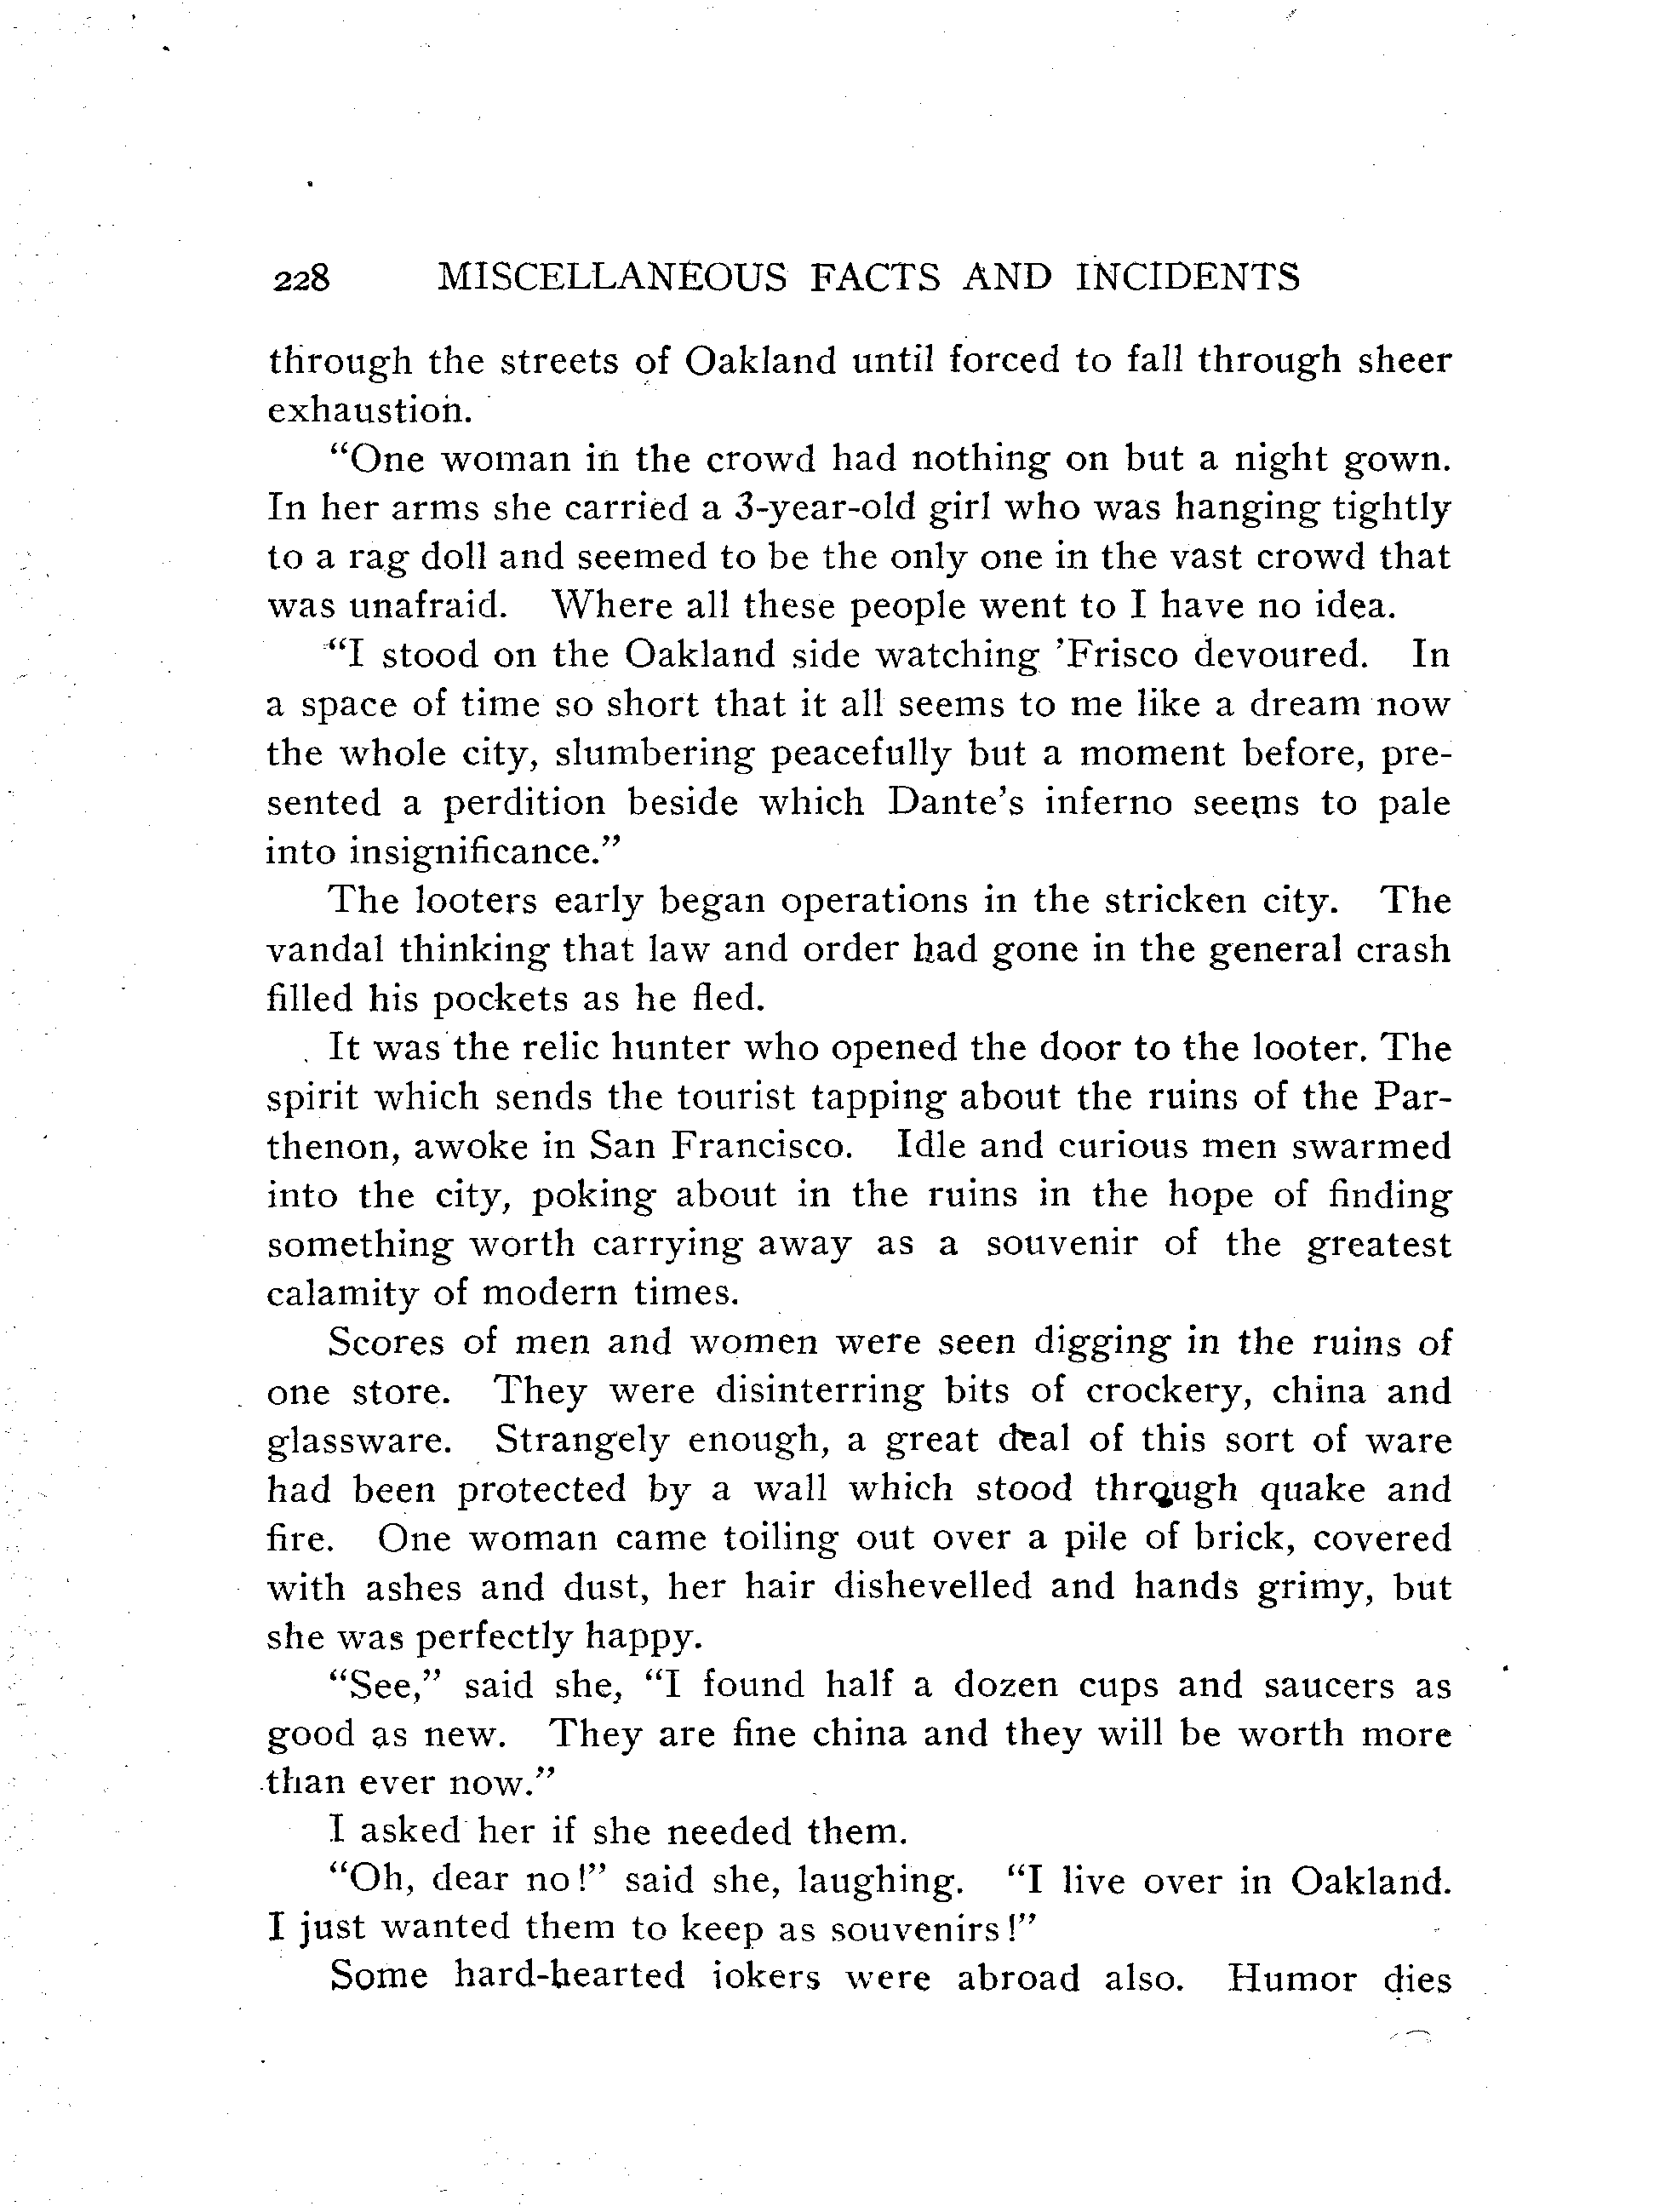 228 MISCELLANEOUS FACTS AND INCIDENTS
through the streets of Oakland until forced to fall through sheer
exhaustion.
“One woman in the crowd had nothing on but a night gown.
In her arms she carried a 3-year-old girl who was hanging tightly
to a rag doll and seemed to be the only one in the vast crowd that
was unafraid. Where all these people went to I have no idea.
“I stood on the Oakland side watching ’Frisco devoured. In
a space of time so short that it all seems to me like a dream now
the whole city, slumbering peacefully but a moment before, pre-
sented a perdition beside which Dante’s inferno seems to pale
into insignificance.”
The looters early began operations in the stricken city. The
vandal thinking that law and order had gone in the general crash
filled his pockets as he fled.
It was the relic hunter who opened the door to the looter. The
spirit which sends the tourist tapping about the ruins of the Par-
thenon, awoke in San Francisco. Idle and curious men swarmed
into the city, poking about in the ruins in the hope of finding
something worth carrying away as a souvenir of the greatest
calamity of modern times.
Scores of men and women were seen digging in the ruins of
one store. They were disinterring bits of crockery, china and
glassware. Strangely enough, a great deal of this sort of ware
had been protected by a wall which stood through quake and
fire. One woman came toiling out over a pile of brick, covered
with ashes and dust, her hair dishevelled and hands grimy, but
she was perfectly happy.
“See,” said she, “I found half a dozen cups and saucers as
good as new. They are fine china and they will be worth more
than ever now.”
I asked her if she needed them.
“Oh, dear no!” said she, laughing. “I live over in Oakland.
I just wanted them to keep as souvenirs!”
Some hard-hearted jokers were abroad also. Humor dies